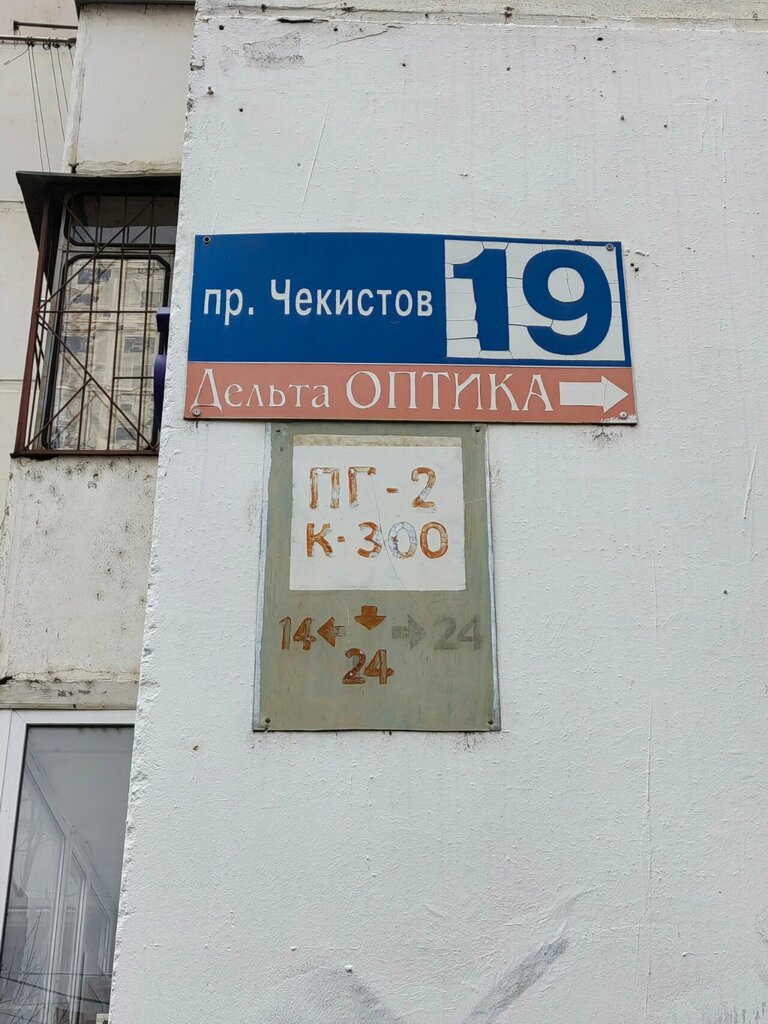 пр. Чекистов 19
Дельта ОПТИКА
ПГ-2
К-300
14 24
24